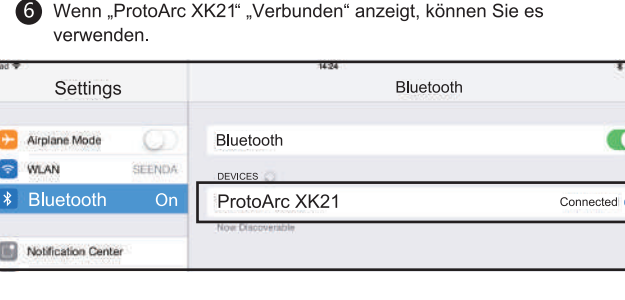 6 Wenn „ProtoArc XK21“ „Verbunden“ anzeigt, können Sie es
verwenden.
ad 14:24
Settings Bluetooth
Airplane Mode Bluetooth
WLAN SEENDA DEVICES
Bluetooth On ProtoArc XK21 Connected
Now Discoverable
Notification Center